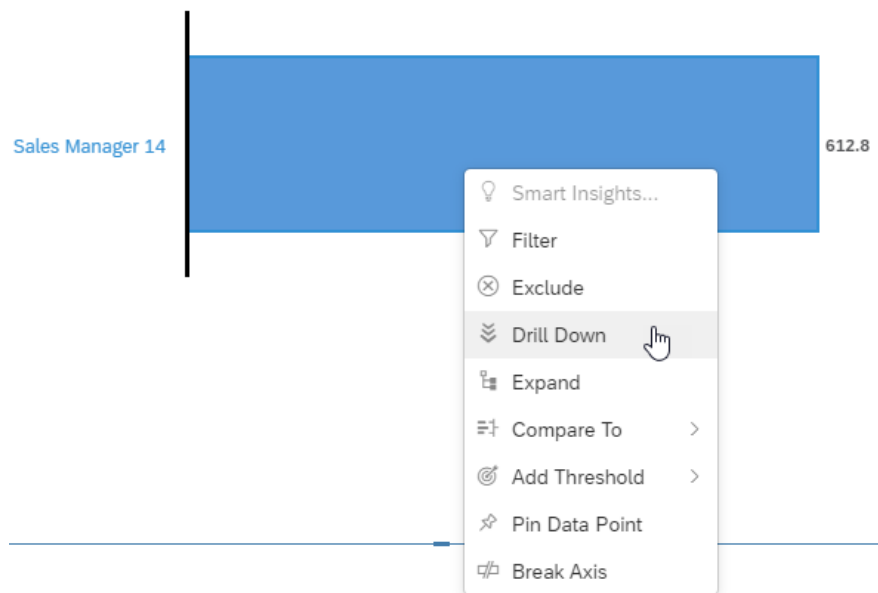 Sales Manager 14
612.8
Smart Insights...
Filter
Exclude
Drill Down
Expand
Compare To
Add Threshold
Pin Data Point
Break Axis